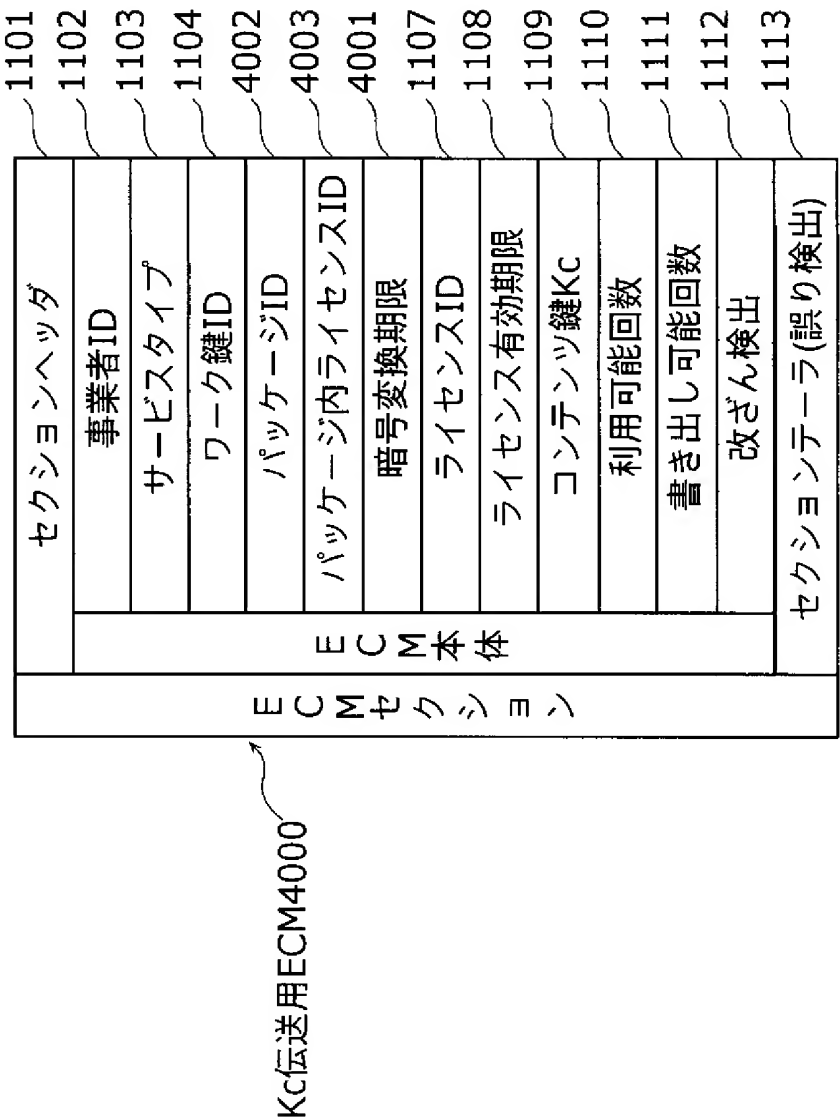 Kc伝送用ECM4000
ECMセクション
セクションヘッダ 1101
ECM本体
事業者ID 1102
サービスタイプ 1103
ワーク鍵ID 1104
パッケージID 4002
パッケージ内ライセンスID 4003
暗号変換期限 4001
ライセンスID 1107
ライセンス有効期限 1108
コンテンツ鍵Kc 1109
利用可能回数 1110
書き出し可能回数 1111
改ざん検出 1112
セクションテーラ(誤り検出) 1113